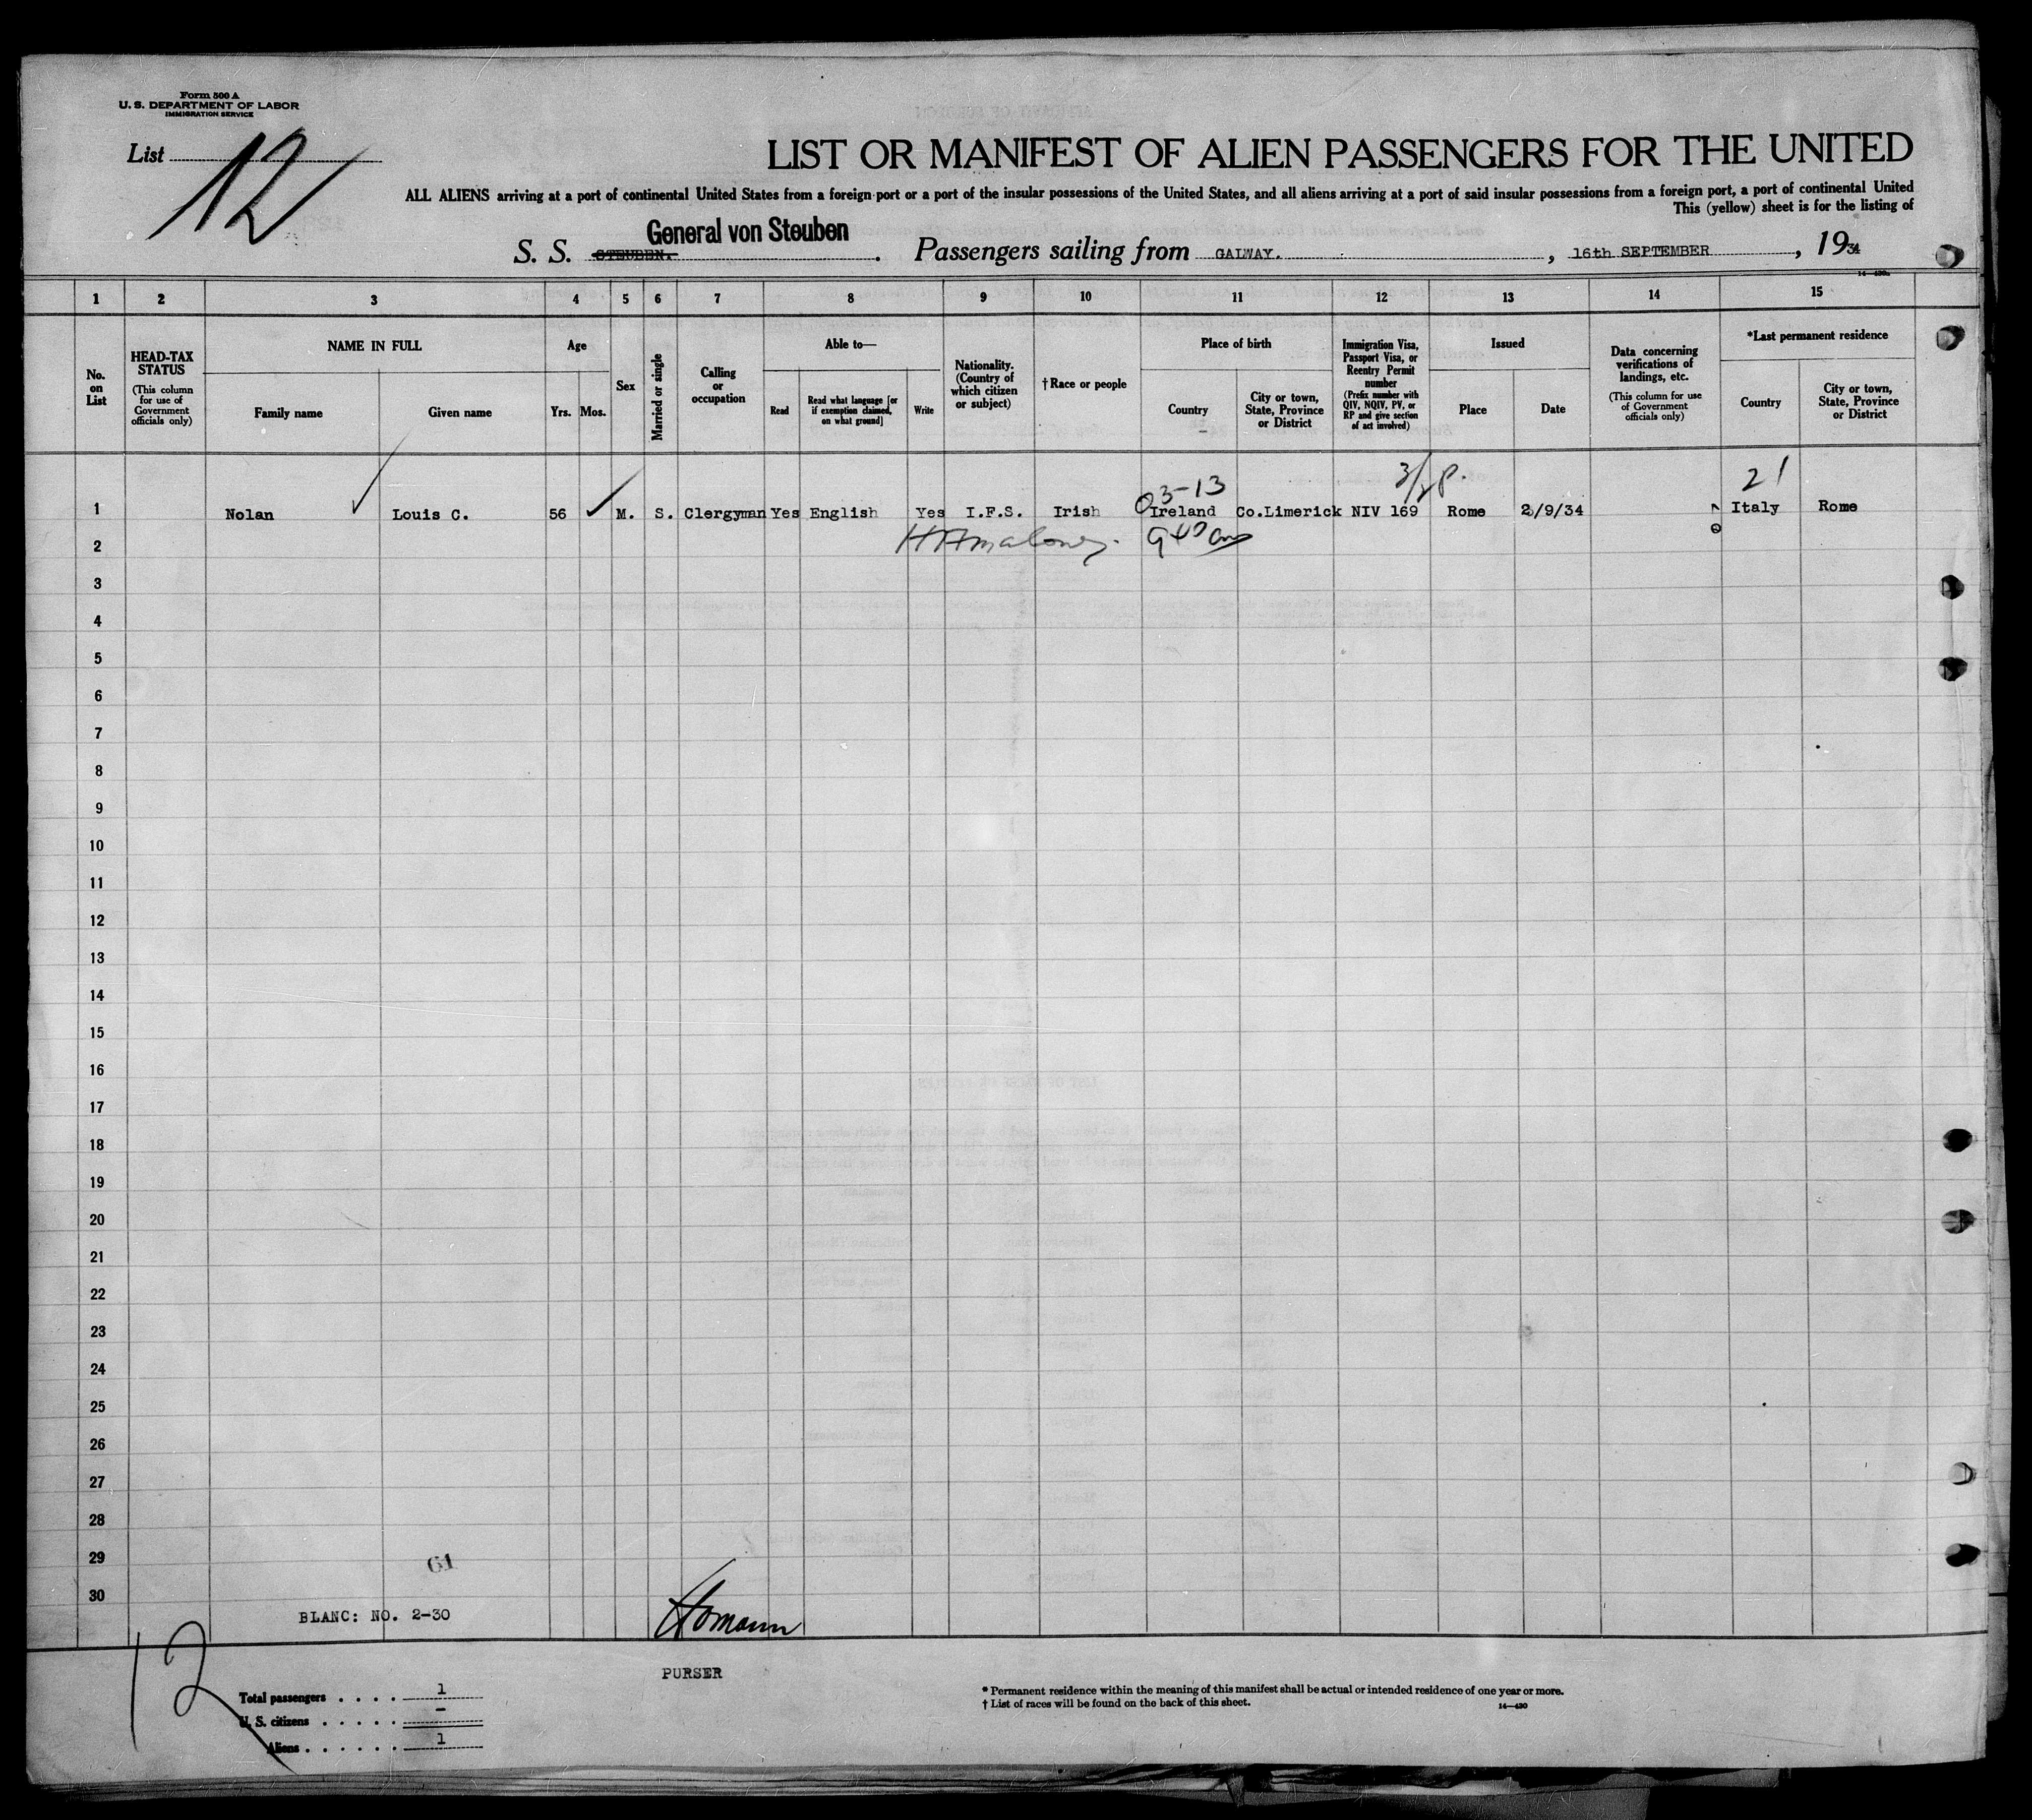 Form 500 A
U. S. DEPARTMENT OF LABOR
IMMIGRATION SERVICE
List 12
LIST OR MANIFEST OF ALIEN PASSENGERS FOR THE UNITED
ALL ALIENS arriving at a port of continental United States from a foreign port or a port of the insular possessions of the United States, and all aliens arriving at a port of said insular possessions from a foreign port, a port of continental United
This (yellow) sheet is for the listing of
General von Steuben
S. S. STEUBEN. . Passengers sailing from GALWAY. , 16th SEPTEMBER , 1934
1 2 3 4 5 6 7 8 9 10 11 12 13 14 15
No. on List
HEAD-TAX STATUS
(This column for use of Government officials only)
NAME IN FULL
Family name
Given name
Age
Yrs. Mos.
Sex
Married or single
Calling or occupation
Able to—
Read
Read what language [or if exemption claimed, on what ground]
Write
Nationality. (Country of which citizen or subject)
† Race or people
Place of birth
Country
City or town, State, Province or District
Immigration Visa, Passport Visa, or Reentry Permit number
(Prefix number with QIV, NQIV, PV, or RP and give section of act involved)
Issued
Place
Date
Data concerning verifications of landings, etc.
(This column for use of Government officials only)
*Last permanent residence
Country
City or town, State, Province or District
3-13
21
1 Nolan Louis C. 56 M. S. Clergyman Yes English Yes I.F.S. Irish Ireland Co.Limerick NIV 169 Rome 2/9/34 Italy Rome
2
3
4
5
6
7
8
9
10
11
12
13
14
15
16
17
18
19
20
21
22
23
24
25
26
27
28
29
61
30
BLANC: NO. 2-30
Homann
PURSER
12
Total passengers . . . . 1
U. S. citizens . . . . . –
Aliens . . . . . . 1
* Permanent residence within the meaning of this manifest shall be actual or intended residence of one year or more.
† List of races will be found on the back of this sheet.
14—430